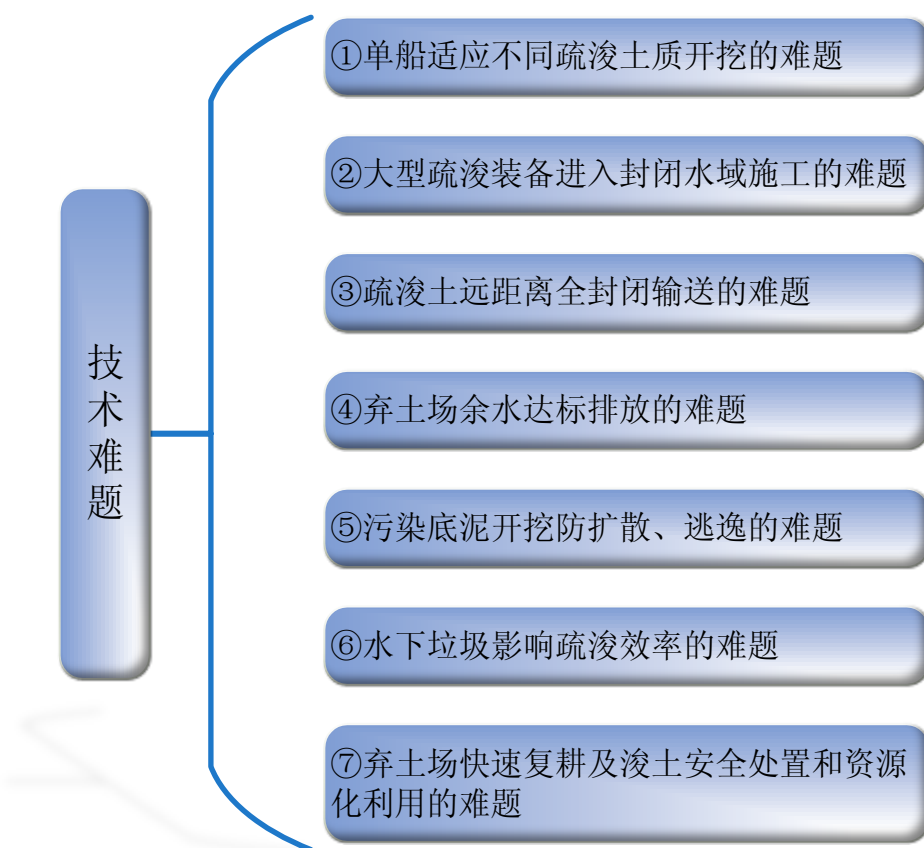 技术难题
①单船适应不同疏浚土质开挖的难题
②大型疏浚装备进入封闭水域施工的难题
③疏浚土远距离全封闭输送的难题
④弃土场余水达标排放的难题
⑤污染底泥开挖防扩散、逃逸的难题
⑥水下垃圾影响疏浚效率的难题
⑦弃土场快速复耕及浚土安全处置和资源
化利用的难题